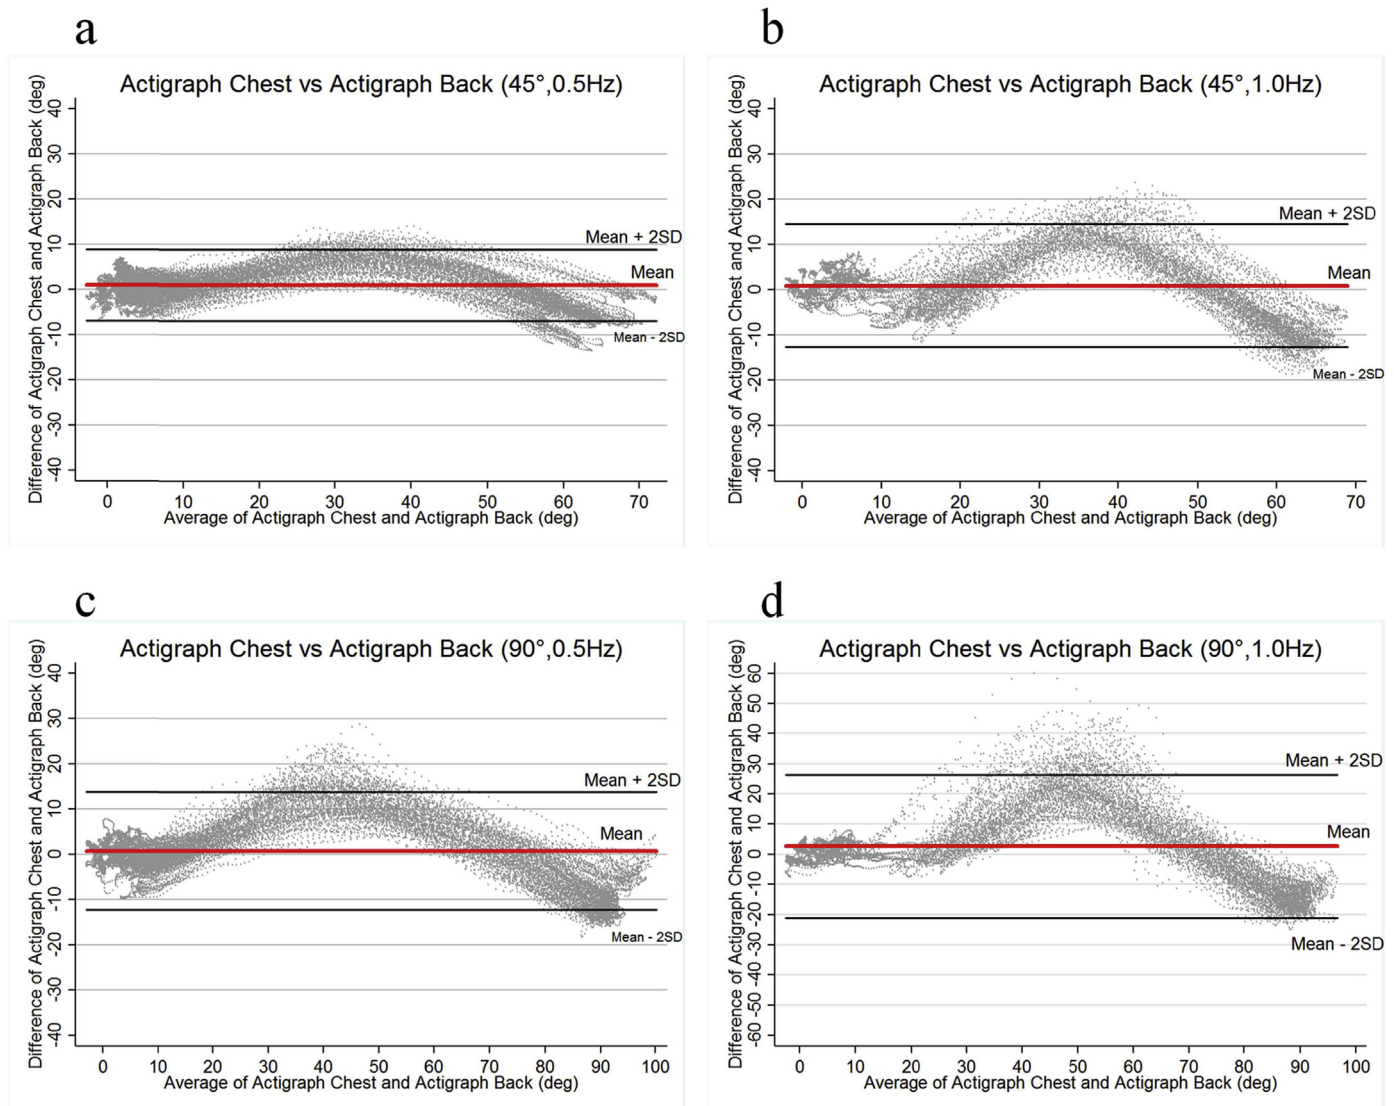 a
Actigraph Chest vs Actigraph Back (45°,0.5Hz)
Difference of Actigraph Chest and Actigraph Back (deg)
40
30
20
10
0
-10
-20
-30
-40
Mean + 2SD
Mean
Mean - 2SD
0 10 20 30 40 50 60 70
Average of Actigraph Chest and Actigraph Back (deg)
b
Actigraph Chest vs Actigraph Back (45°,1.0Hz)
Difference of Actigraph Chest and Actigraph Back (deg)
40
30
20
10
0
-10
-20
-30
-40
Mean + 2SD
Mean
Mean - 2SD
0 10 20 30 40 50 60 70
Average of Actigraph Chest and Actigraph Back (deg)
c
Actigraph Chest vs Actigraph Back (90°,0.5Hz)
Difference of Actigraph Chest and Actigraph Back (deg)
40
30
20
10
0
-10
-20
-30
-40
Mean + 2SD
Mean
Mean - 2SD
0 10 20 30 40 50 60 70 80 90 100
Average of Actigraph Chest and Actigraph Back (deg)
d
Actigraph Chest vs Actigraph Back (90°,1.0Hz)
Difference of Actigraph Chest and Actigraph Back (deg)
60
50
40
30
20
10
0
-10
-20
-30
-40
-50
-60
Mean + 2SD
Mean
Mean - 2SD
0 10 20 30 40 50 60 70 80 90 100
Average of Actigraph Chest and Actigraph Back (deg)